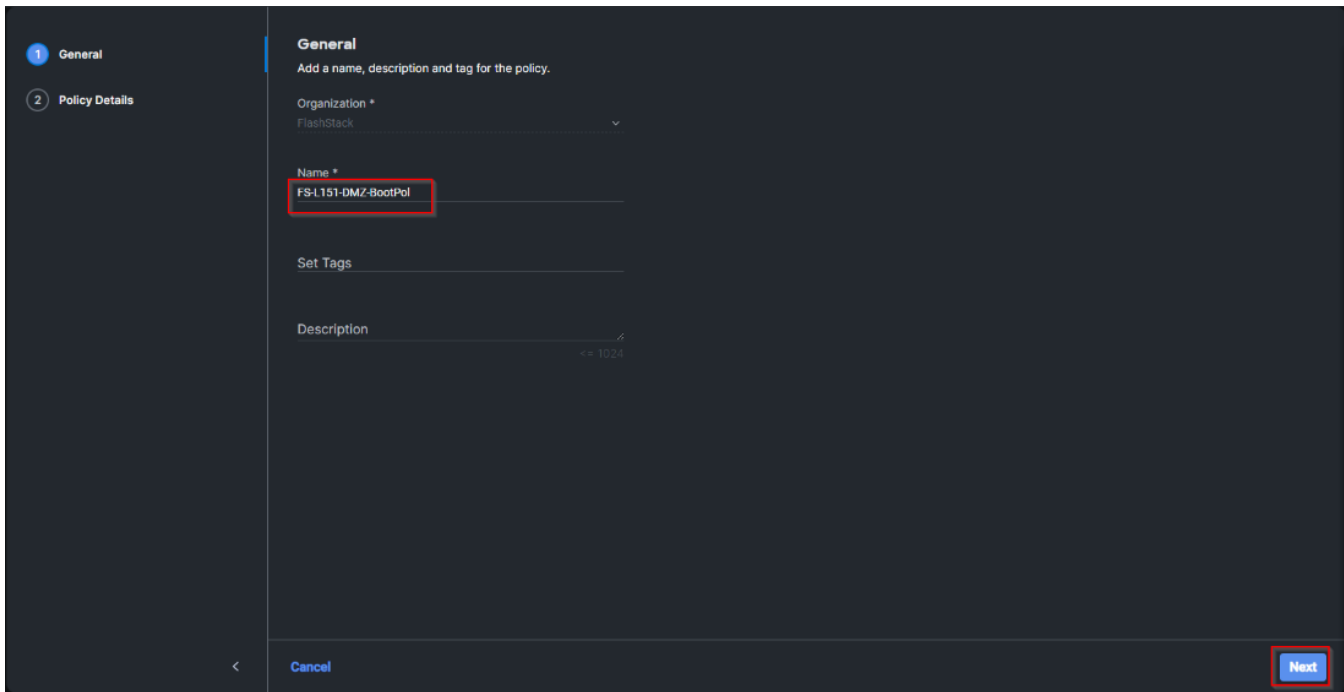 1 General
2 Policy Details
General
Add a name, description and tag for the policy.
Organization *
FlashStack
Name *
FS-L151-DMZ-BootPol
Set Tags
Description
<= 1024
Cancel
Next